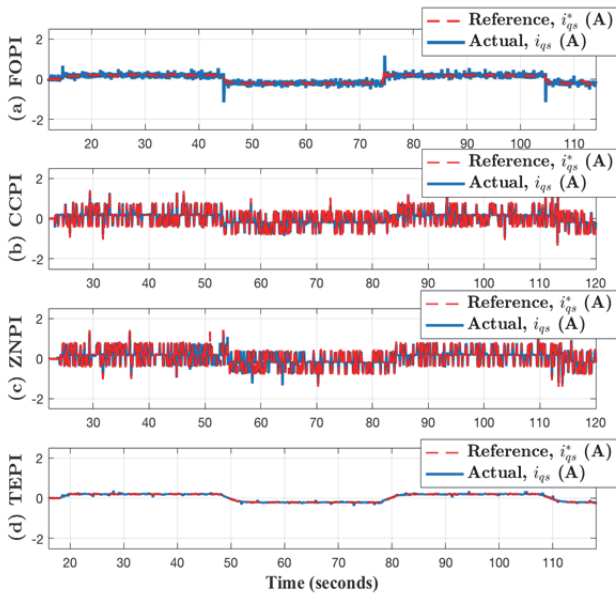 Reference, i*qs (A)
Actual, iqs (A)
(a) FOPI
2
0
-2
20 30 40 50 60 70 80 90 100 110
Reference, i*qs (A)
Actual, iqs (A)
(b) CCPI
2
0
-2
30 40 50 60 70 80 90 100 110 120
Reference, i*qs (A)
Actual, iqs (A)
(c) ZNPI
2
0
-2
30 40 50 60 70 80 90 100 110 120
Reference, i*qs (A)
Actual, iqs (A)
(d) TEPI
2
0
-2
20 30 40 50 60 70 80 90 100 110
Time (seconds)